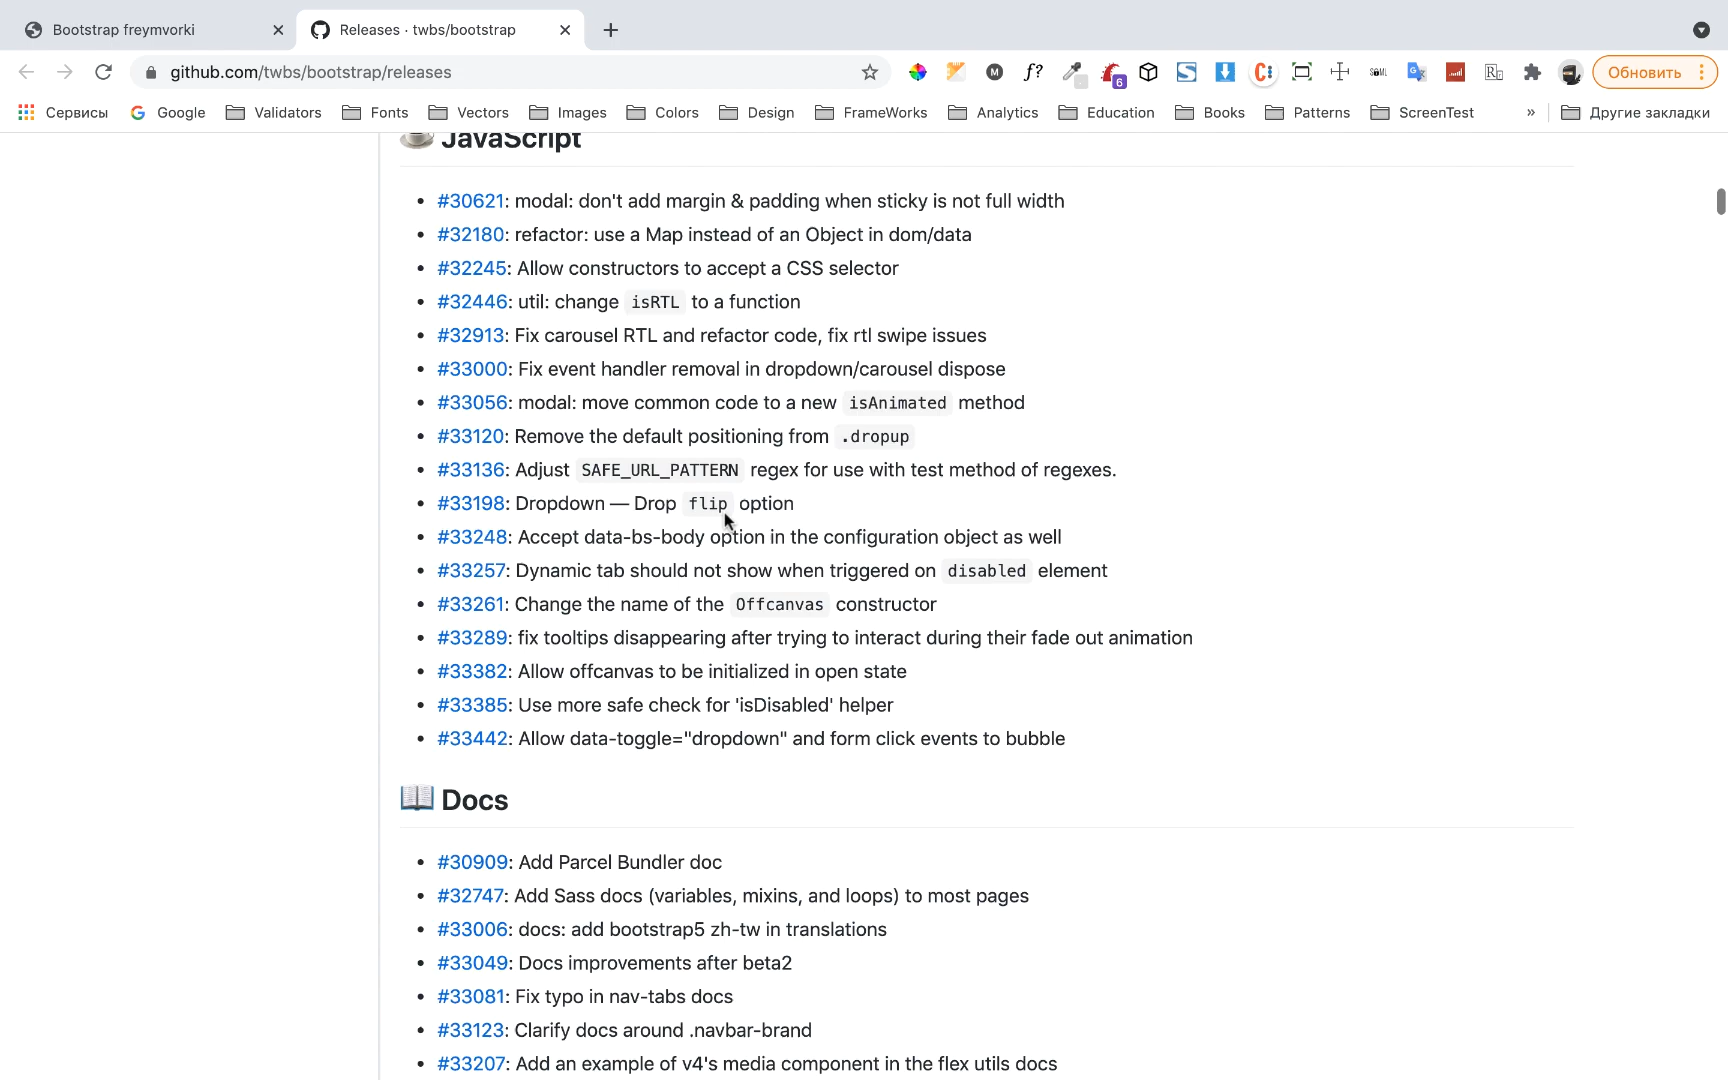 Bootstrap freymvorki
Releases · twbs/bootstrap
github.com/twbs/bootstrap/releases
Обновить
Сервисы Google Validators Fonts Vectors Images Colors Design FrameWorks Analytics Education Books Patterns ScreenTest » Другие закладки
JavaScript
• #30621: modal: don't add margin & padding when sticky is not full width
• #32180: refactor: use a Map instead of an Object in dom/data
• #32245: Allow constructors to accept a CSS selector
• #32446: util: change isRTL to a function
• #32913: Fix carousel RTL and refactor code, fix rtl swipe issues
• #33000: Fix event handler removal in dropdown/carousel dispose
• #33056: modal: move common code to a new isAnimated method
• #33120: Remove the default positioning from .dropup
• #33136: Adjust SAFE_URL_PATTERN regex for use with test method of regexes.
• #33198: Dropdown — Drop flip option
• #33248: Accept data-bs-body option in the configuration object as well
• #33257: Dynamic tab should not show when triggered on disabled element
• #33261: Change the name of the Offcanvas constructor
• #33289: fix tooltips disappearing after trying to interact during their fade out animation
• #33382: Allow offcanvas to be initialized in open state
• #33385: Use more safe check for 'isDisabled' helper
• #33442: Allow data-toggle="dropdown" and form click events to bubble
Docs
• #30909: Add Parcel Bundler doc
• #32747: Add Sass docs (variables, mixins, and loops) to most pages
• #33006: docs: add bootstrap5 zh-tw in translations
• #33049: Docs improvements after beta2
• #33081: Fix typo in nav-tabs docs
• #33123: Clarify docs around .navbar-brand
• #33207: Add an example of v4's media component in the flex utils docs